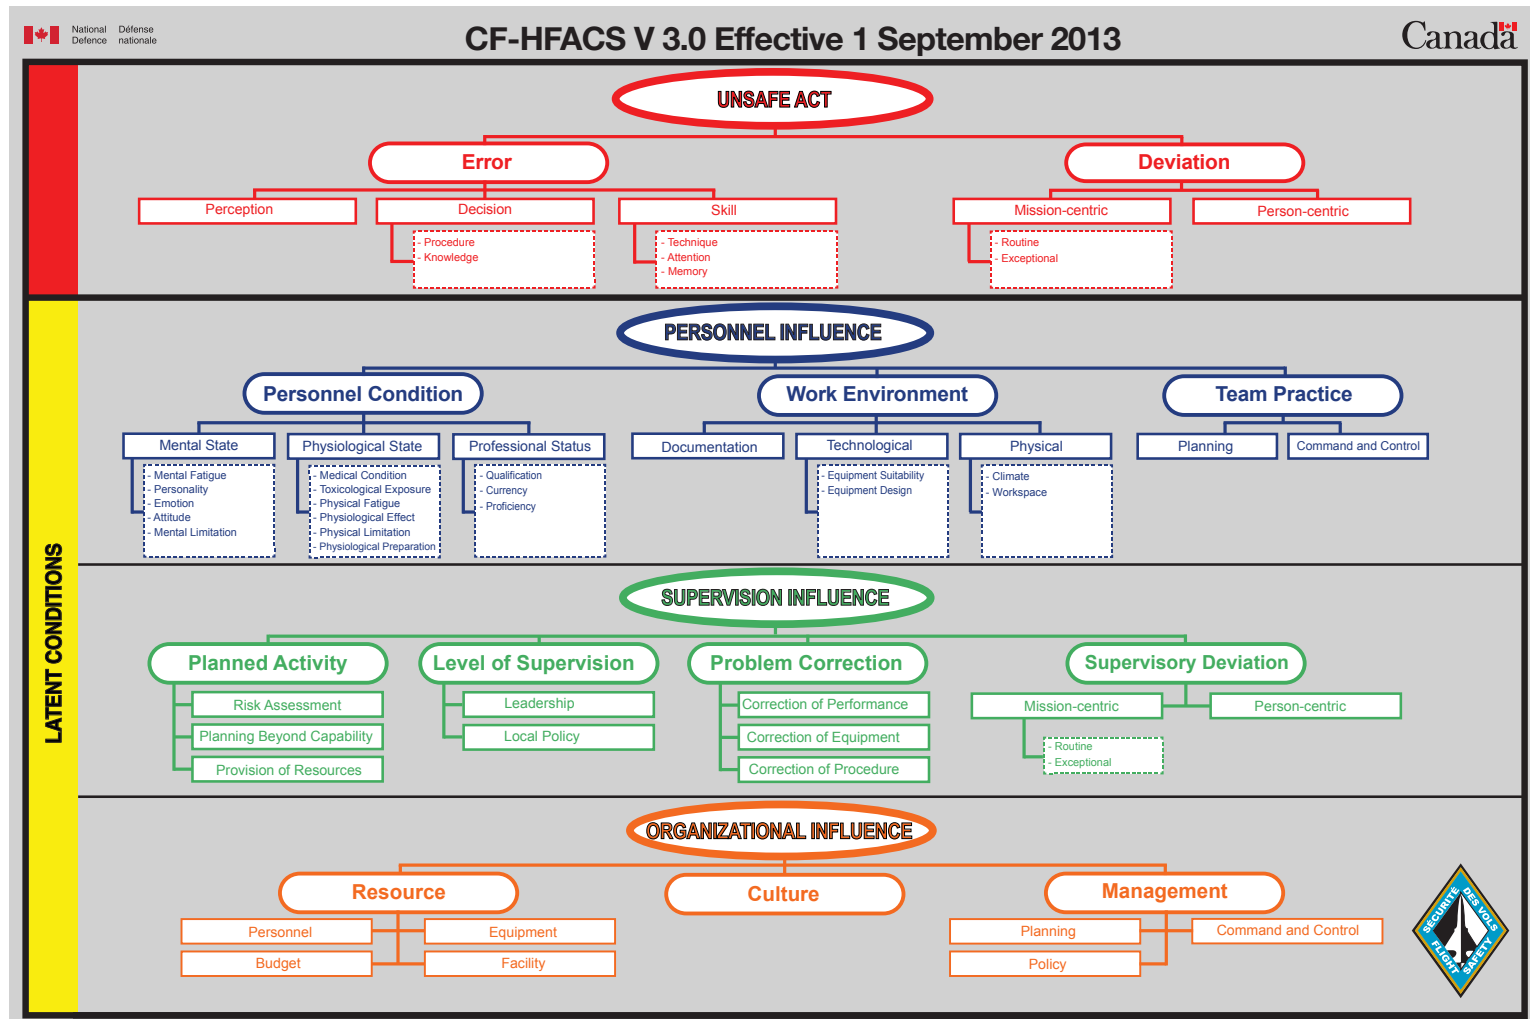 National Défense
Defence nationale
CF-HFACS V 3.0 Effective 1 September 2013
Canada
UNSAFE ACT
Error
Deviation
Perception
Decision
Skill
Mission-centric
Person-centric
- Procedure
- Knowledge
- Technique
- Attention
- Memory
- Routine
- Exceptional
LATENT CONDITIONS
PERSONNEL INFLUENCE
Personnel Condition
Work Environment
Team Practice
Mental State
Physiological State
Professional Status
Documentation
Technological
Physical
Planning
Command and Control
- Mental Fatigue
- Personality
- Emotion
- Attitude
- Mental Limitation
- Medical Condition
- Toxicological Exposure
- Physical Fatigue
- Physiological Effect
- Physical Limitation
- Physiological Preparation
- Qualification
- Currency
- Proficiency
- Equipment Suitability
- Equipment Design
- Climate
- Workspace
SUPERVISION INFLUENCE
Planned Activity
Level of Supervision
Problem Correction
Supervisory Deviation
Risk Assessment
Planning Beyond Capability
Provision of Resources
Leadership
Local Policy
Correction of Performance
Correction of Equipment
Correction of Procedure
Mission-centric
Person-centric
- Routine
- Exceptional
ORGANIZATIONAL INFLUENCE
Resource
Culture
Management
Personnel
Equipment
Budget
Facility
Planning
Command and Control
Policy
SÉCURITÉ
DES VOLS
FLIGHT
SAFETY